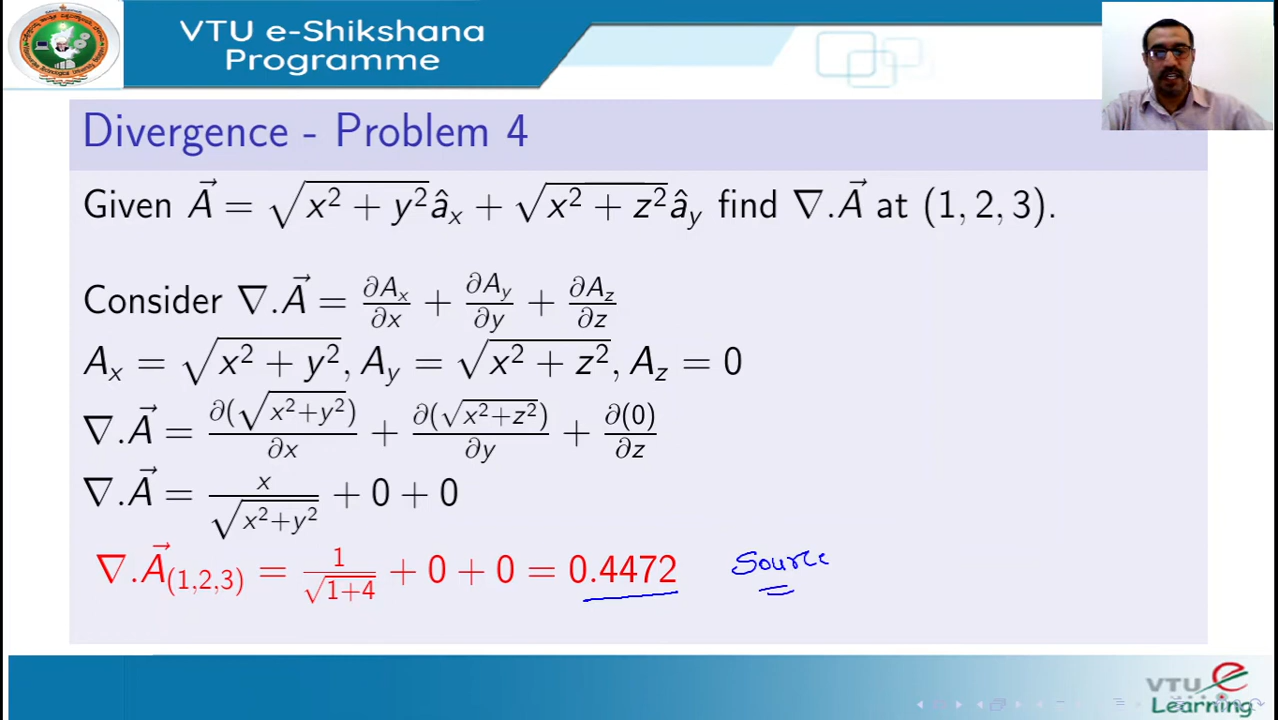 VTU e-Shikshana
Programme
Divergence - Problem 4
Given $\vec{A} = \sqrt{x^2 + y^2}\hat{a}_x + \sqrt{x^2 + z^2}\hat{a}_y$ find $\nabla.\vec{A}$ at (1, 2, 3).
Consider $\nabla.\vec{A} = \frac{\partial A_x}{\partial x} + \frac{\partial A_y}{\partial y} + \frac{\partial A_z}{\partial z}$
$A_x = \sqrt{x^2 + y^2}, A_y = \sqrt{x^2 + z^2}, A_z = 0$
$\nabla.\vec{A} = \frac{\partial(\sqrt{x^2+y^2})}{\partial x} + \frac{\partial(\sqrt{x^2+z^2})}{\partial y} + \frac{\partial(0)}{\partial z}$
$\nabla.\vec{A} = \frac{x}{\sqrt{x^2+y^2}} + 0 + 0$
$\nabla.\vec{A}_{(1,2,3)} = \frac{1}{\sqrt{1+4}} + 0 + 0 = 0.4472$ Source
VTU e
Learning